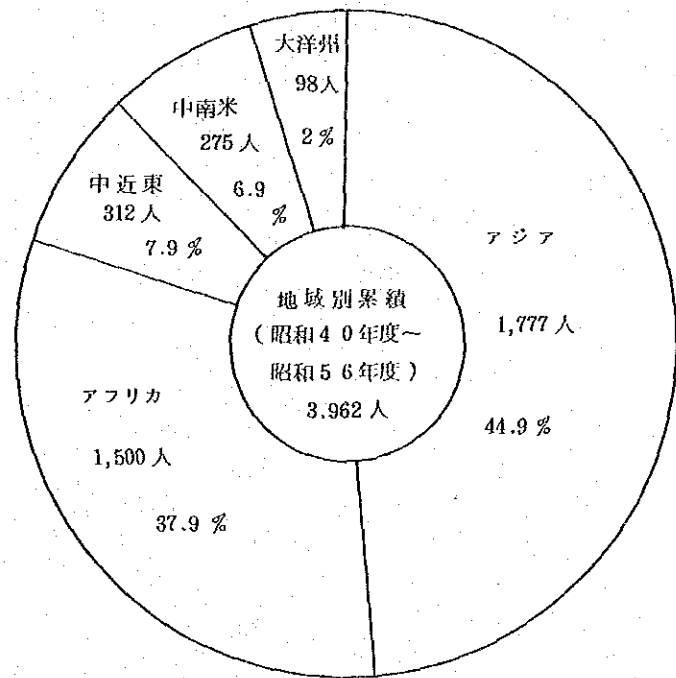 大洋州
98人
2%
中南米
275人
6.9
%
中近東
312人
7.9%
アジア
1,777人
44.9%
地域別累績
(昭和40年度～
昭和56年度)
3.962人
アフリカ
1,500人
37.9%